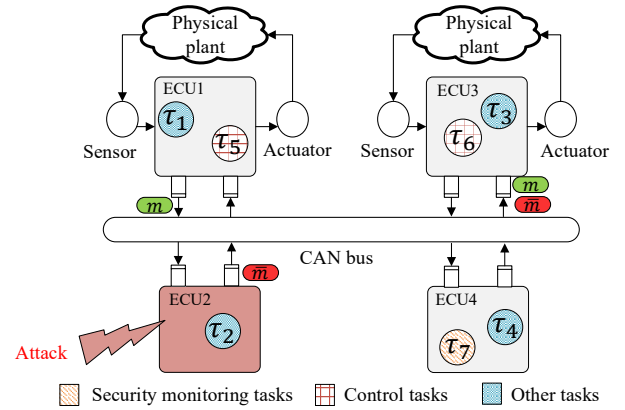 Physical
plant
Physical
plant
ECU1
ECU3
τ1
τ5
τ3
τ6
Sensor
Actuator
Sensor
Actuator
m
m
m̅
CAN bus
m̅
ECU2
ECU4
τ2
τ4
τ7
Attack
Security monitoring tasks
Control tasks
Other tasks